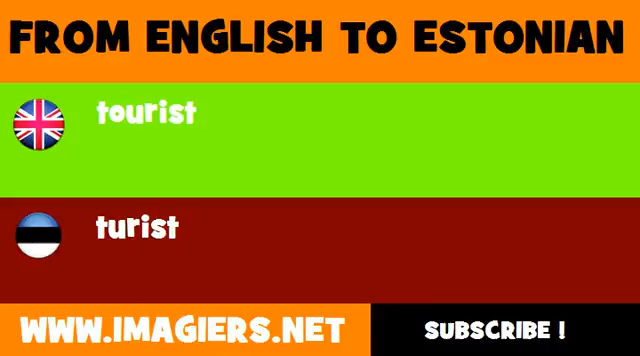 FROM ENGLISH TO ESTONIAN
tourist
turist
WWW.IMAGIERS.NET
SUBSCRIBE !